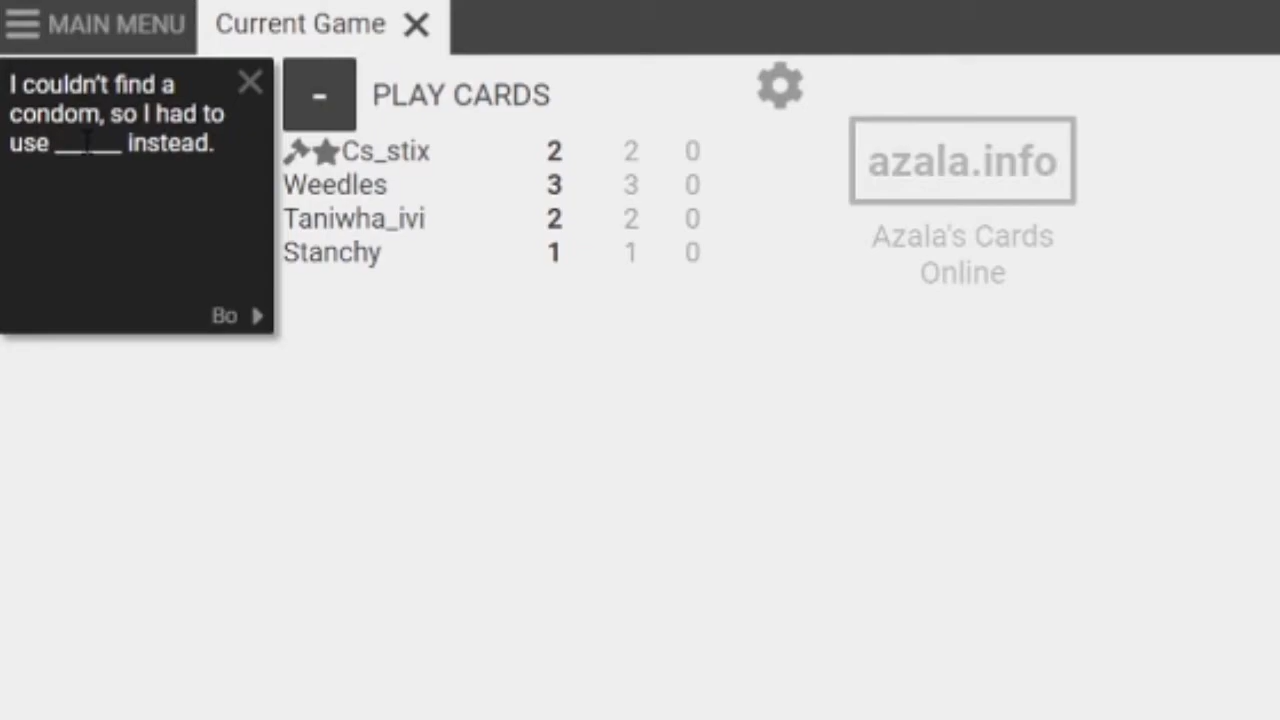 MAIN MENU
Current Game
I couldn't find a
condom, so I had to
use ______ instead.
Bo
-
PLAY CARDS
Cs_stix 2 2 0
Weedles 3 3 0
Taniwha_ivi 2 2 0
Stanchy 1 1 0
azala.info
Azala's Cards
Online